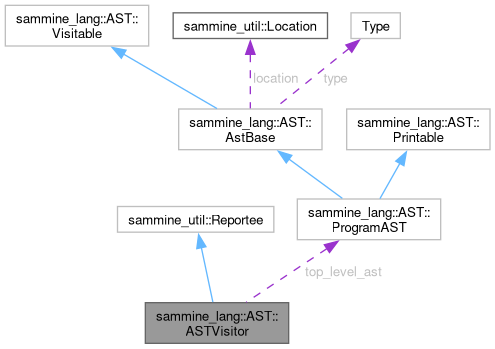 sammine_lang::AST::
Visitable
sammine_util::Location
Type
location
type
sammine_lang::AST::
AstBase
sammine_lang::AST::
Printable
sammine_util::Reportee
sammine_lang::AST::
ProgramAST
top_level_ast
sammine_lang::AST::
ASTVisitor